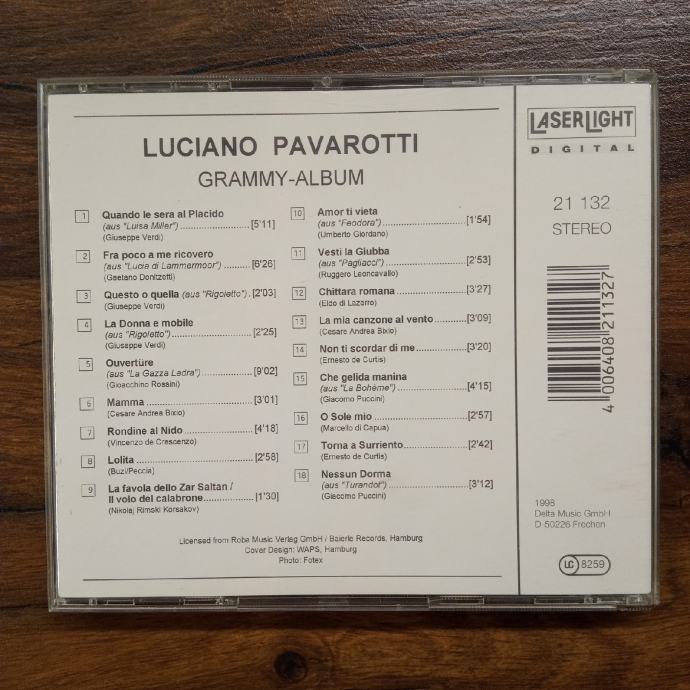 LUCIANO PAVAROTTI
GRAMMY-ALBUM
1 Quando le sera al Placido
(aus "Luisa Miller") ........................ [5'11]
(Giuseppe Verdi)
2 Fra poco a me ricovero
(aus "Lucia di Lammermoor") ........ [6'26]
(Gaetano Donitzetti)
3 Questo o quella (aus "Rigoletto") . [2'03]
(Giuseppe Verdi)
4 La Donna e mobile
(aus "Rigoletto") ........................... [2'25]
(Giuseppe Verdi)
5 Ouvertüre
(aus "La Gazza Ladra") ................. [9'02]
(Gioacchino Rossini)
6 Mamma .................................. [3'01]
(Cesare Andrea Bixio)
7 Rondine al Nido ...................... [4'18]
(Vincenzo de Crescenzo)
8 Lolita ..................................... [2'58]
(Buzi/Peccia)
9 La favola dello Zar Saltan /
Il volo del calabrone ............... [1'30]
(Nikolaj Rimski Korsakov)
10 Amor ti vieta
(aus "Feodora") ............................ [1'54]
(Umberto Giordano)
11 Vesti la Giubba
(aus "Pagliacci") ........................... [2'53]
(Ruggero Leoncavallo)
12 Chittara romana ..................... [3'27]
(Eldo di Lazarro)
13 La mia canzone al vento ......... [3'09]
(Cesare Andrea Bixio)
14 Non ti scordar di me ............... [3'20]
(Ernesto de Curtis)
15 Che gelida manina
(aus "La Bohème") ....................... [4'15]
(Giacomo Puccini)
16 O Sole mio ............................. [2'57]
(Marcello di Capua)
17 Torna a Surriento ................... [2'42]
(Ernesto de Curtis)
18 Nessun Dorma
(aus "Turandot") ........................... [3'12]
(Giacomo Puccini)
Licensed from Roba Music Verlag GmbH / Baierle Records, Hamburg
Cover Design: WAPS, Hamburg
Photo: Fotex
LASERLIGHT
DIGITAL
21 132
STEREO
4 006408 211327
1998
Delta Music GmbH
D-50226 Frechen
LC 8259